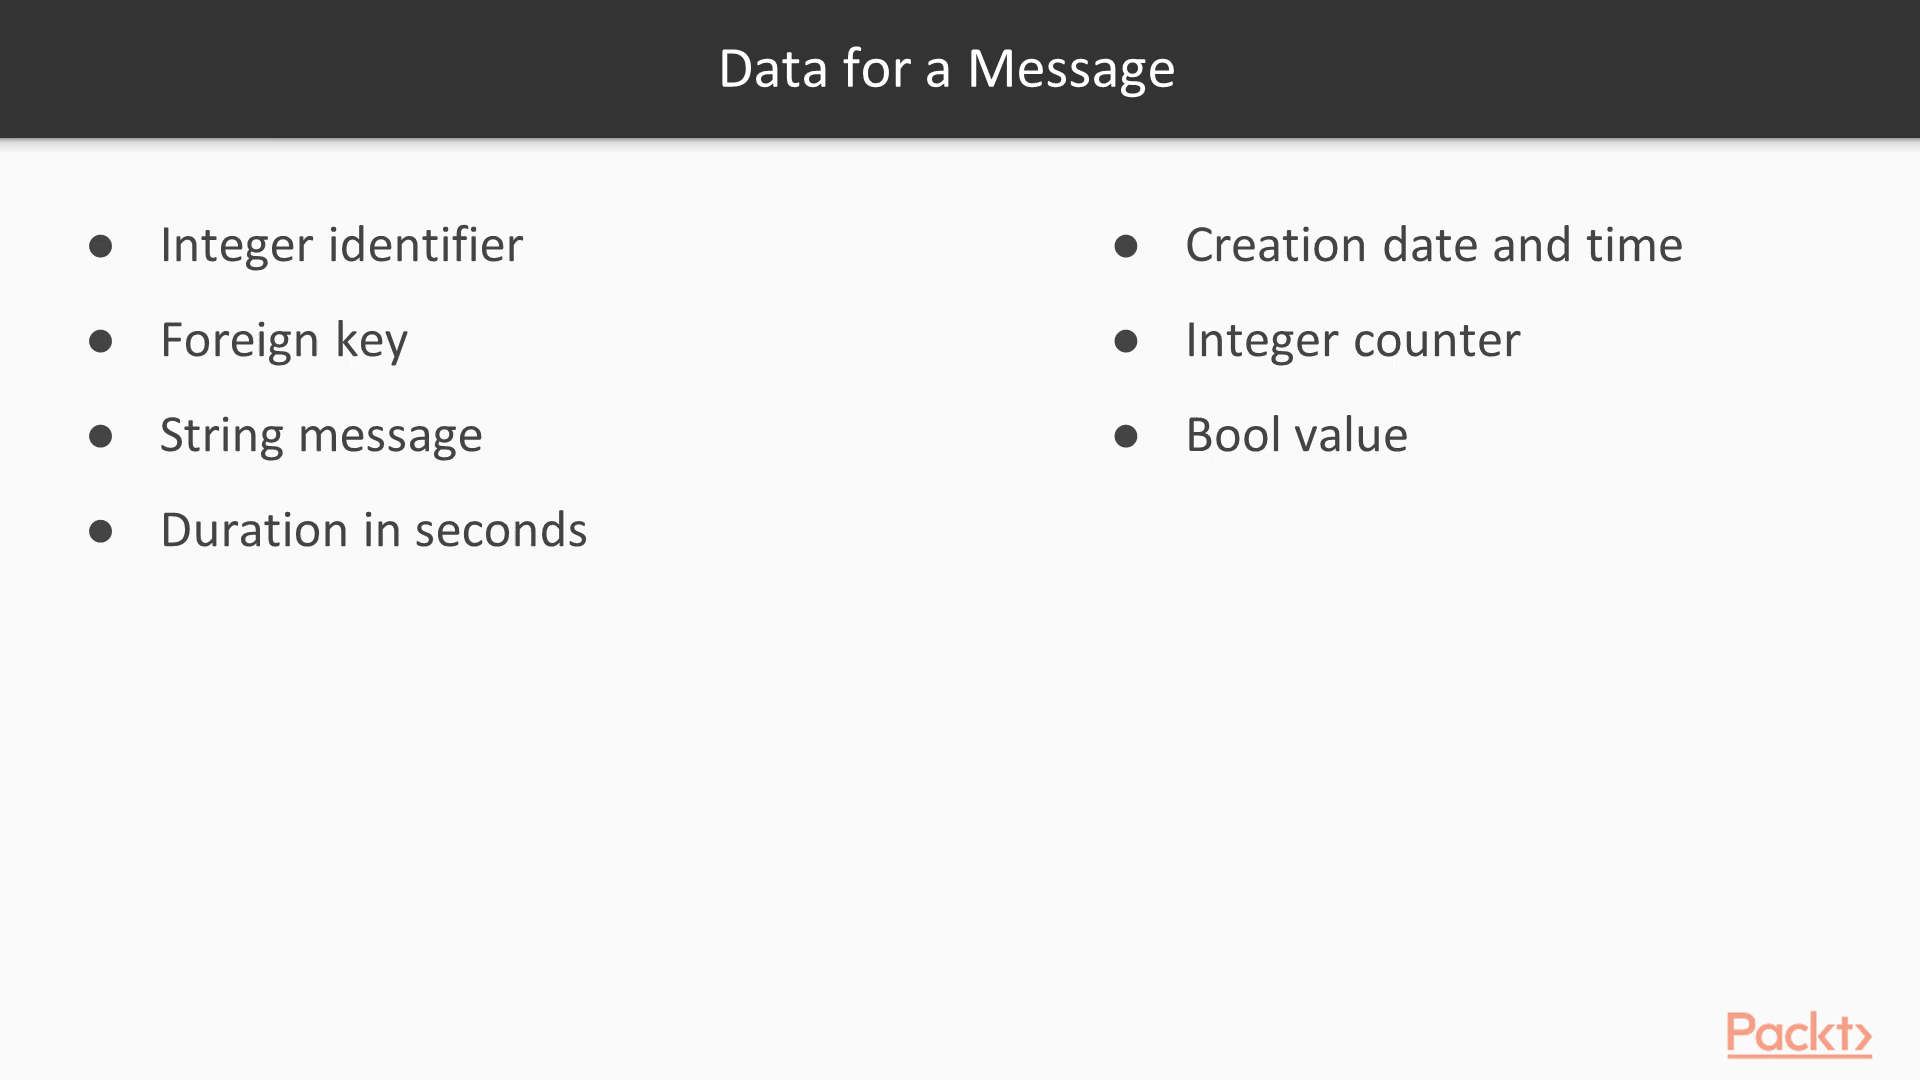 Data for a Message
● Integer identifier
● Foreign key
● String message
● Duration in seconds
● Creation date and time
● Integer counter
● Bool value
Packt>